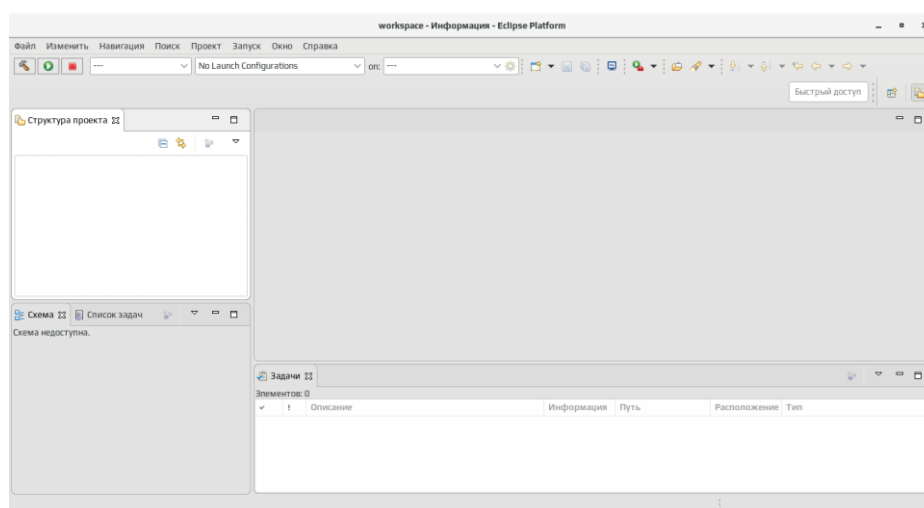 workspace - Информация - Eclipse Platform
Файл Изменить Навигация Поиск Проект Запуск Окно Справка
--- No Launch Configurations on: ---
Быстрый доступ
Структура проекта
Схема Список задач
Схема недоступна.
Задачи
Элементов: 0
! Описание Информация Путь Расположение Тип